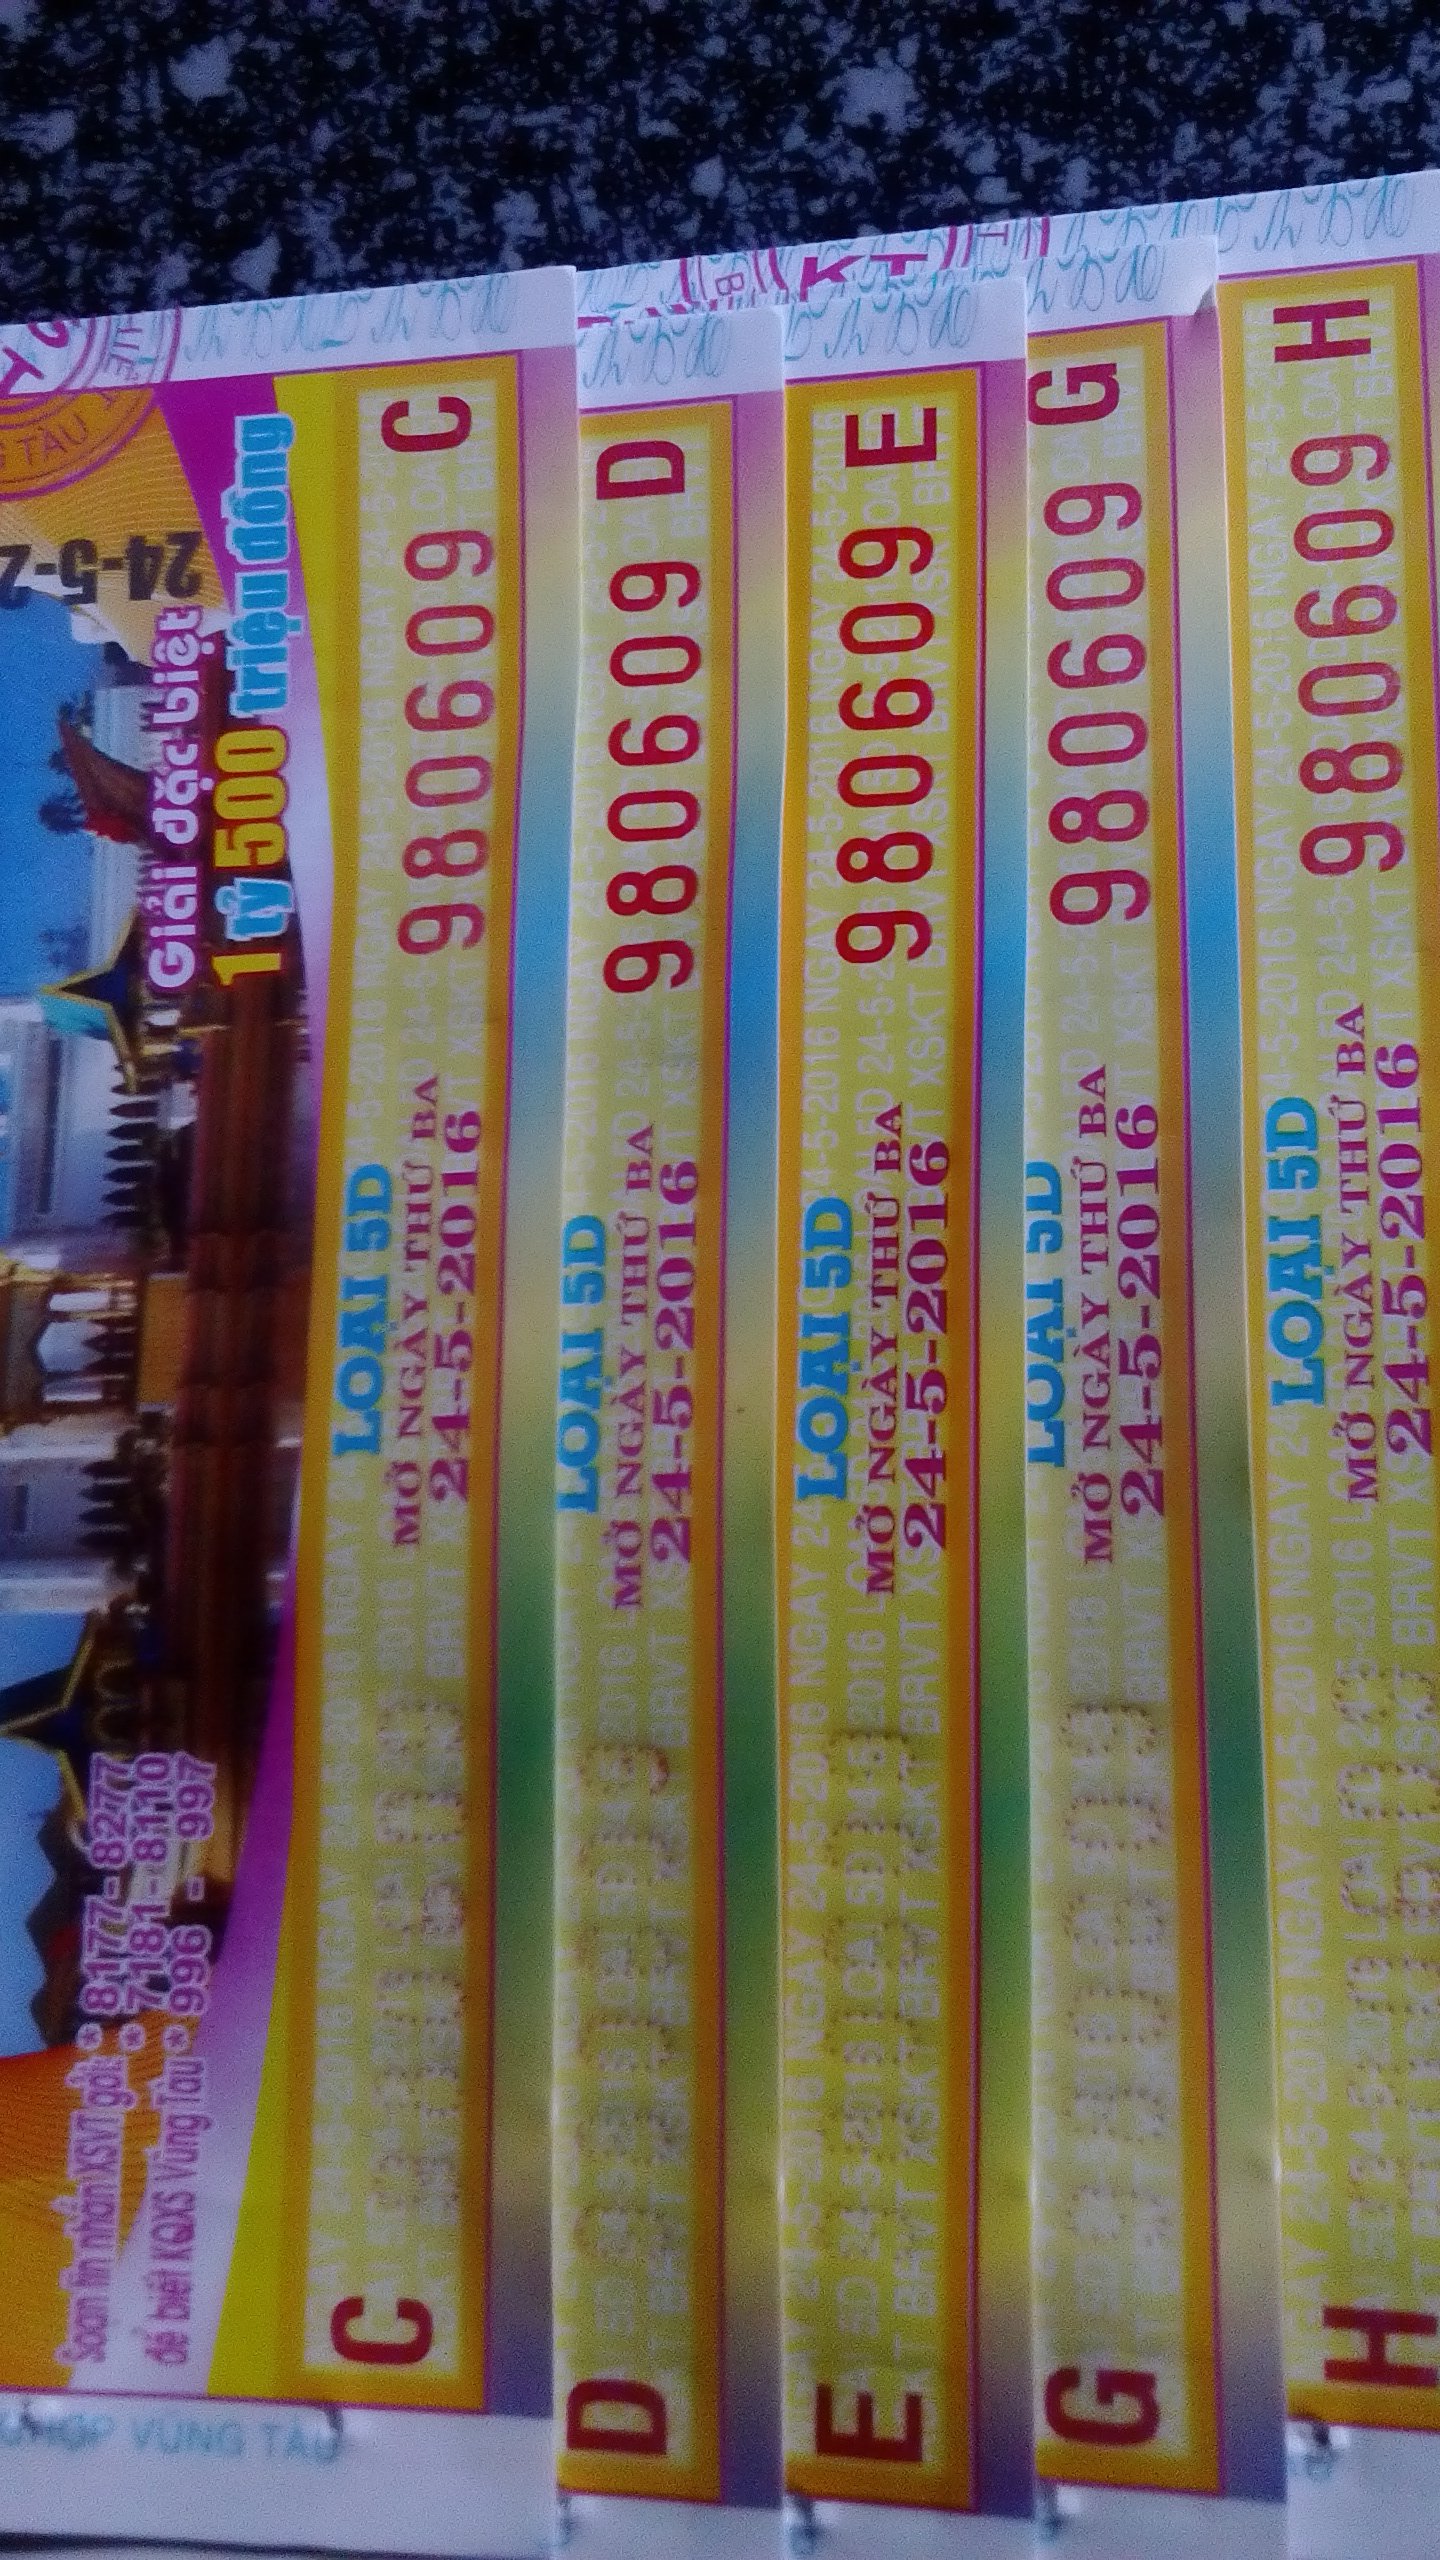 Giải đặc biệt
1 tỷ 500 triệu đồng
24-5-2
G TÀU
Soạn tin nhắn XSVT gởi: * 8177 - 8277
* 7181 - 8110
để biết KQXS Vũng Tàu * 996 - 997
VŨNG TÀU
C
LOẠI 5D
MỞ NGÀY THỨ BA
24-5-2016
980609 C
D
LOẠI 5D
MỞ NGÀY THỨ BA
24-5-2016
980609 D
E
LOẠI 5D
MỞ NGÀY THỨ BA
24-5-2016
980609 E
G
LOẠI 5D
MỞ NGÀY THỨ BA
24-5-2016
980609 G
H
LOẠI 5D
MỞ NGÀY THỨ BA
24-5-2016
980609 H